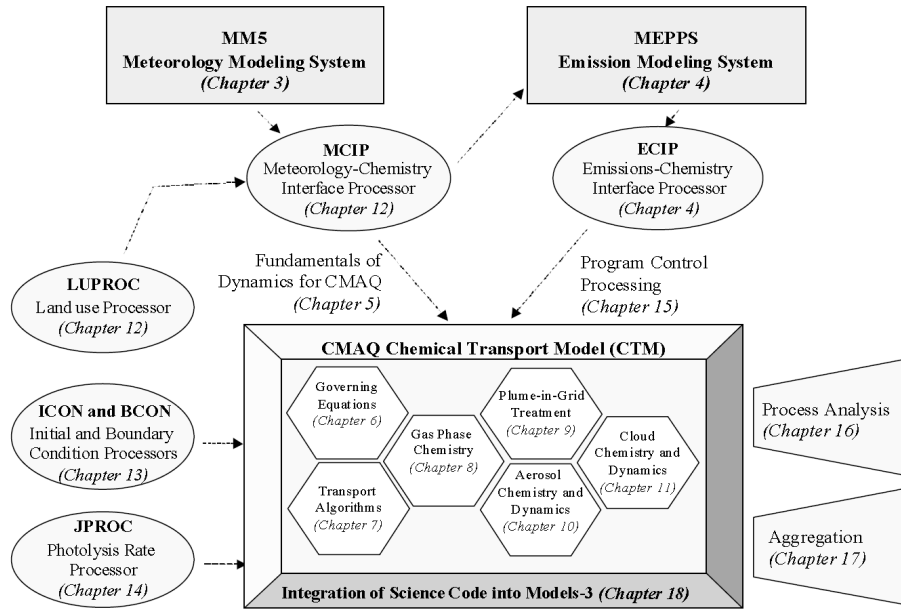 MM5
Meteorology Modeling System
(Chapter 3)
MEPPS
Emission Modeling System
(Chapter 4)
MCIP
Meteorology-Chemistry
Interface Processor
(Chapter 12)
ECIP
Emissions-Chemistry
Interface Processor
(Chapter 4)
LUPROC
Land use Processor
(Chapter 12)
Fundamentals of
Dynamics for CMAQ
(Chapter 5)
Program Control
Processing
(Chapter 15)
CMAQ Chemical Transport Model (CTM)
ICON and BCON
Initial and Boundary
Condition Processors
(Chapter 13)
JPROC
Photolysis Rate
Processor
(Chapter 14)
Governing
Equations
(Chapter 6)
Transport
Algorithms
(Chapter 7)
Gas Phase
Chemistry
(Chapter 8)
Plume-in-Grid
Treatment
(Chapter 9)
Aerosol
Chemistry and
Dynamics
(Chapter 10)
Cloud
Chemistry and
Dynamics
(Chapter 11)
Process Analysis
(Chapter 16)
Aggregation
(Chapter 17)
Integration of Science Code into Models-3 (Chapter 18)